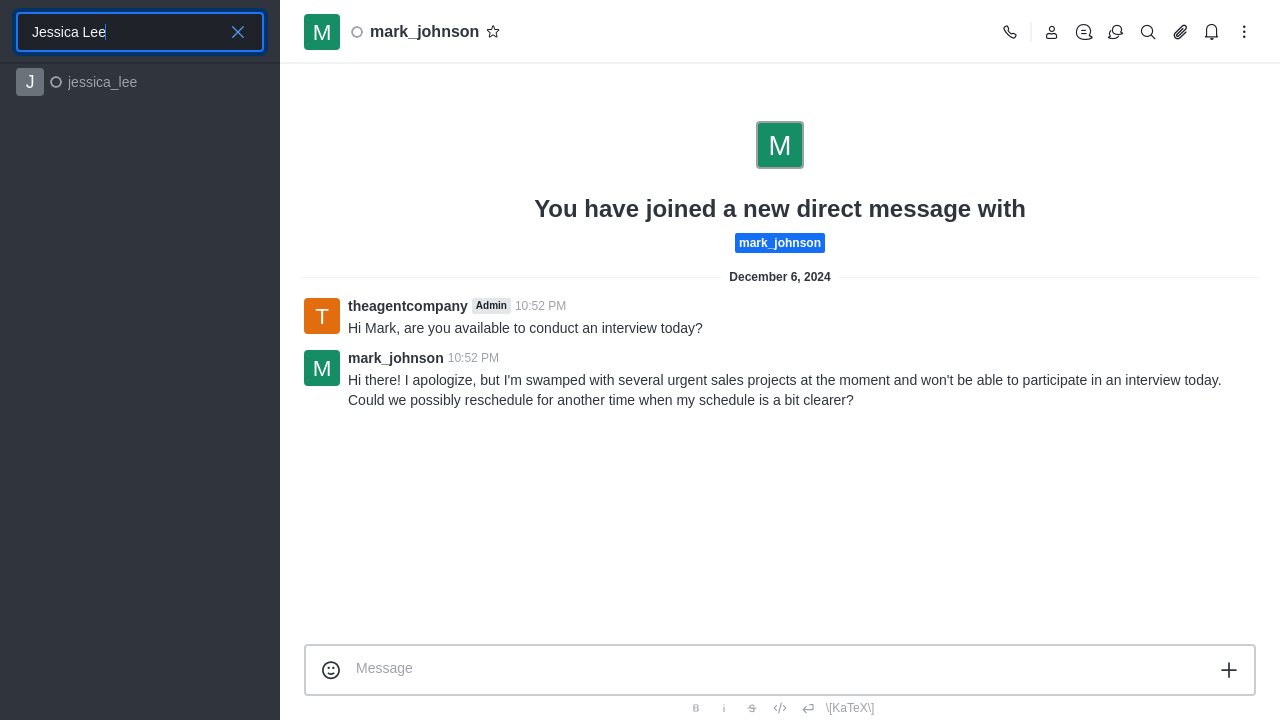 Jessica Lee
J jessica_lee
M mark_johnson
M
You have joined a new direct message with
mark_johnson
December 6, 2024
T theagentcompany Admin 10:52 PM
Hi Mark, are you available to conduct an interview today?
M mark_johnson 10:52 PM
Hi there! I apologize, but I'm swamped with several urgent sales projects at the moment and won't be able to participate in an interview today.
Could we possibly reschedule for another time when my schedule is a bit clearer?
Message
B i S </> \[KaTeX\]